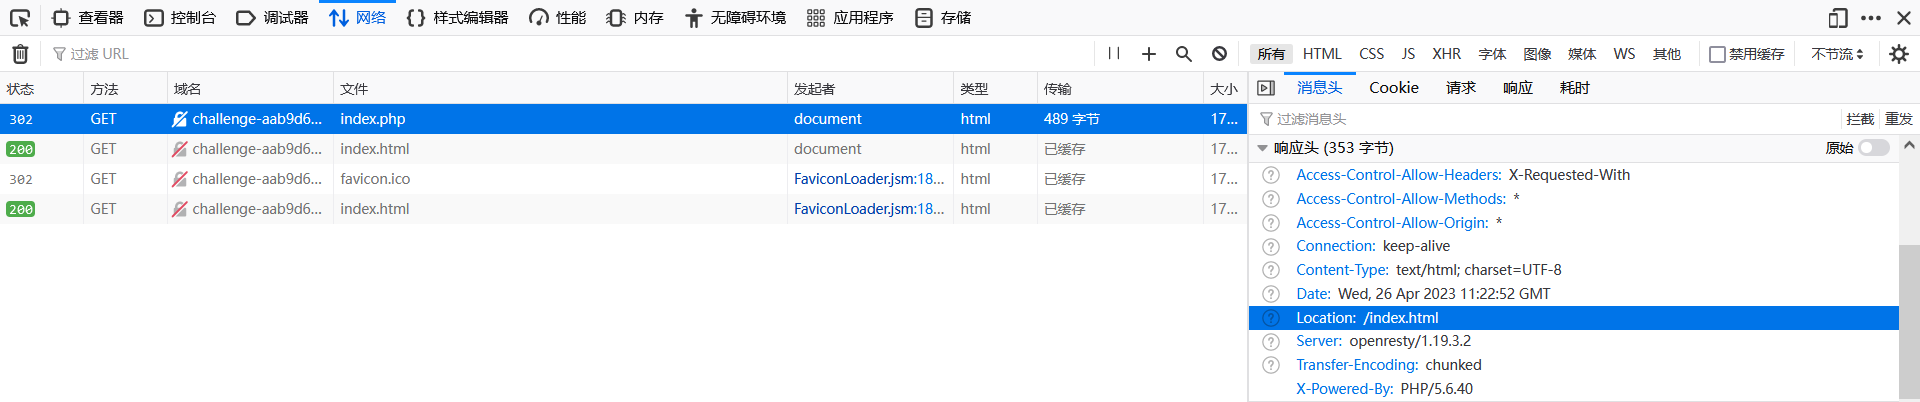 查看器 控制台 调试器 网络 样式编辑器 性能 内存 无障碍环境 应用程序 存储
过滤 URL 所有 HTML CSS JS XHR 字体 图像 媒体 WS 其他 禁用缓存 不节流
状态 方法 域名 文件 发起者 类型 传输 大小
302 GET challenge-aab9d6... index.php document html 489 字节 17...
200 GET challenge-aab9d6... index.html document html 已缓存 17...
302 GET challenge-aab9d6... favicon.ico FaviconLoader.jsm:18... html 已缓存 17...
200 GET challenge-aab9d6... index.html FaviconLoader.jsm:18... html 已缓存 17...
消息头 Cookie 请求 响应 耗时
过滤消息头 拦截 重发
响应头 (353 字节) 原始
Access-Control-Allow-Headers: X-Requested-With
Access-Control-Allow-Methods: *
Access-Control-Allow-Origin: *
Connection: keep-alive
Content-Type: text/html; charset=UTF-8
Date: Wed, 26 Apr 2023 11:22:52 GMT
Location: /index.html
Server: openresty/1.19.3.2
Transfer-Encoding: chunked
X-Powered-By: PHP/5.6.40